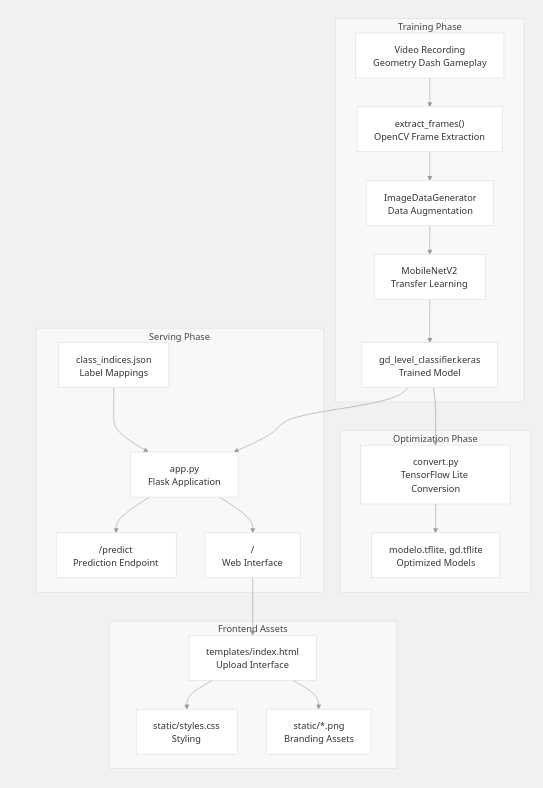 Training Phase
Video Recording
Geometry Dash Gameplay
extract_frames()
OpenCV Frame Extraction
ImageDataGenerator
Data Augmentation
MobileNetV2
Transfer Learning
gd_level_classifier.keras
Trained Model
Serving Phase
class_indices.json
Label Mappings
app.py
Flask Application
/predict
Prediction Endpoint
/
Web Interface
Optimization Phase
convert.py
TensorFlow Lite
Conversion
modelo.tflite, gd.tflite
Optimized Models
Frontend Assets
templates/index.html
Upload Interface
static/styles.css
Styling
static/*.png
Branding Assets